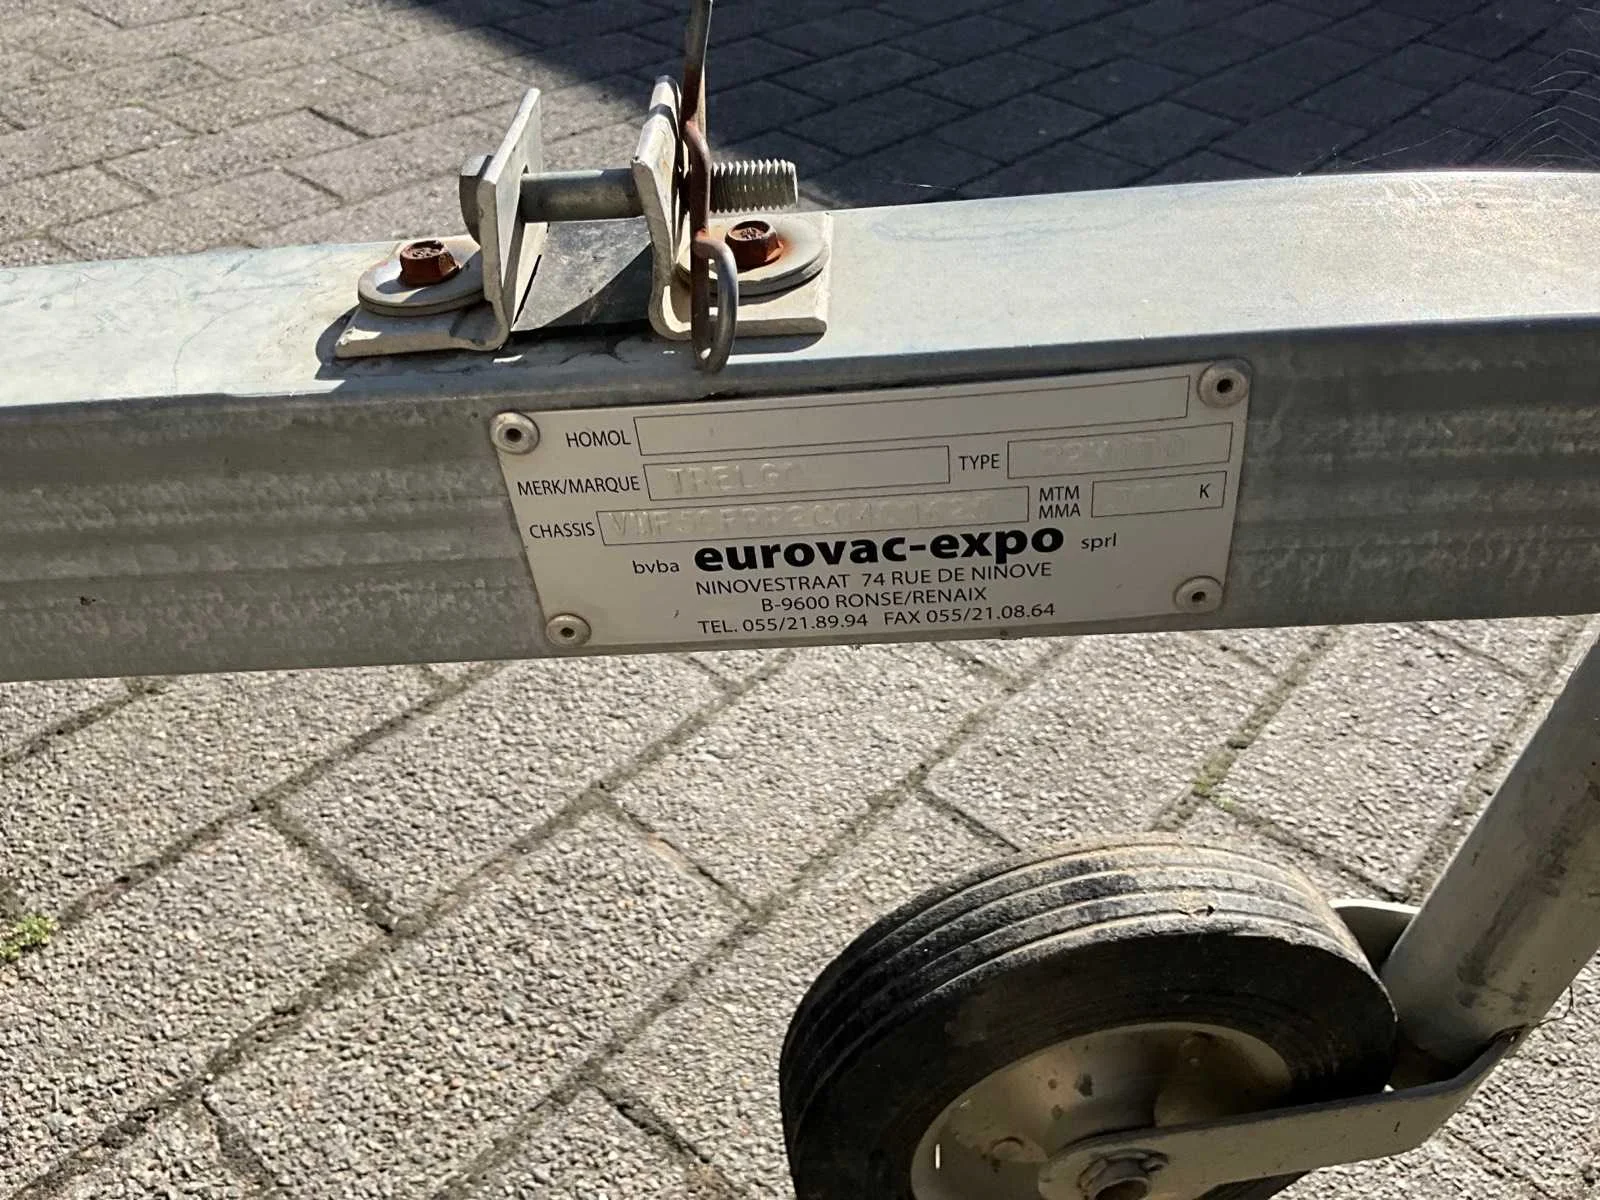 HOMOL
MERK/MARQUE TRELGO TYPE
CHASSIS MTM MMA K
bvba eurovac-expo sprl
NINOVESTRAAT 74 RUE DE NINOVE
B-9600 RONSE/RENAIX
TEL. 055/21.89.94 FAX 055/21.08.64